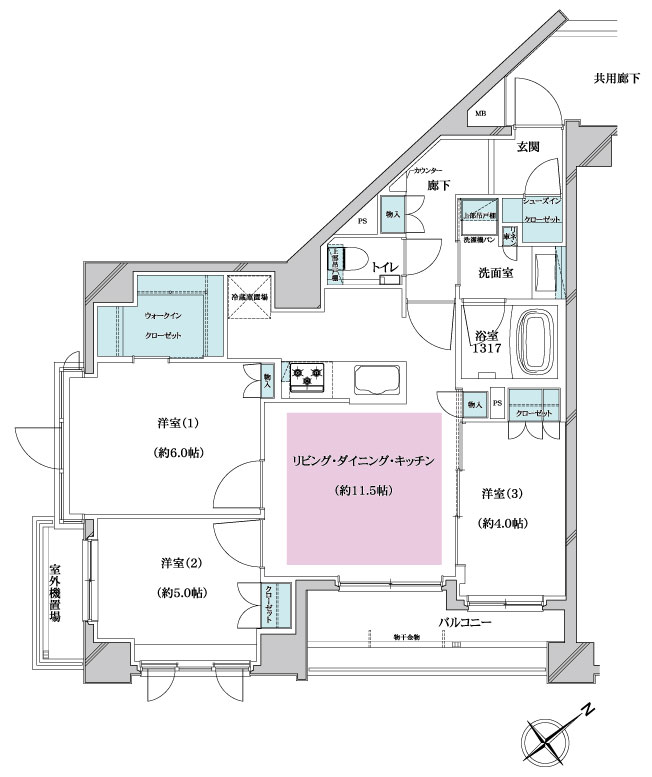 共用廊下
MB
玄関
カウンター
廊下
シューズイン
クローゼット
物入
PS
上部吊戸棚
洗濯機パン
トイレ
上部吊戸棚
洗面室
冷蔵庫置場
ウォークイン
クローゼット
浴室
1317
物入
物入
PS
クローゼット
洋室(1)
(約6.0帖)
リビング・ダイニング・キッチン
(約11.5帖)
洋室(3)
(約4.0帖)
洋室(2)
(約5.0帖)
室外機置場
クローゼット
バルコニー
物干金物
N